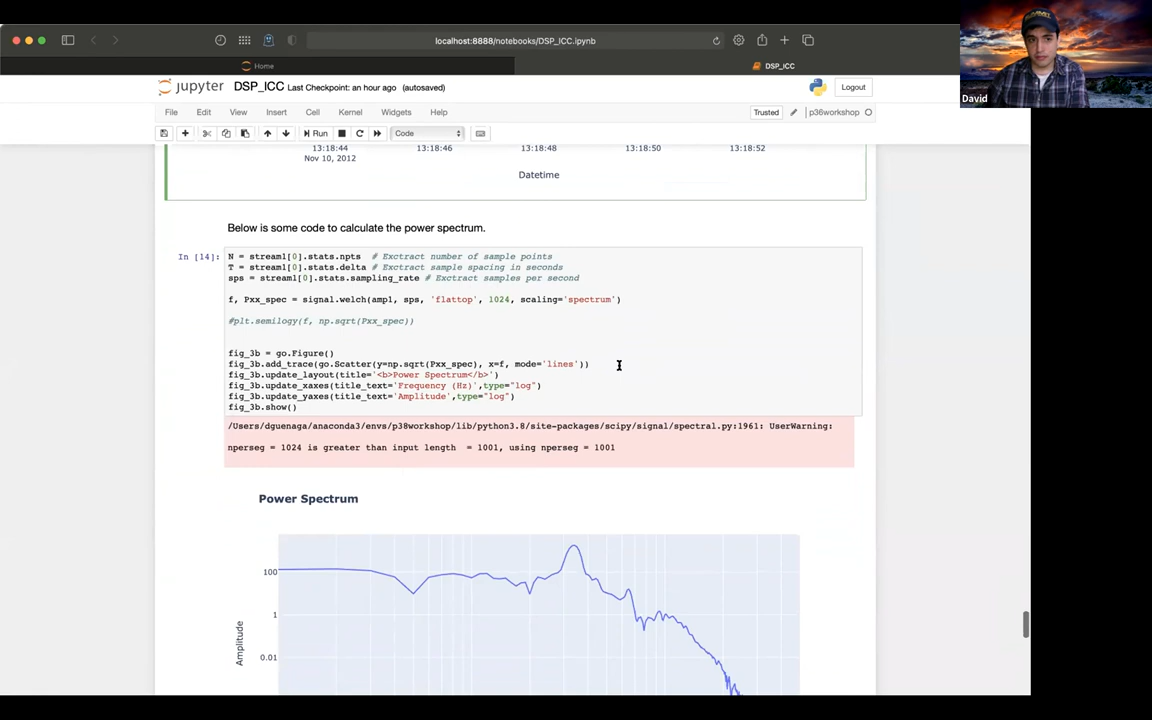 localhost:8888/notebooks/DSP_ICC.ipynb
Home
DSP_ICC
David
jupyter DSP_ICC Last Checkpoint: an hour ago (autosaved)
Logout
File Edit View Insert Cell Kernel Widgets Help
Trusted p36workshop
Run Code
13:18:44 13:18:46 13:18:48 13:18:50 13:18:52
Nov 10, 2012
Datetime
Below is some code to calculate the power spectrum.
In [14]: N = stream1[0].stats.npts # Exctract number of sample points
T = stream1[0].stats.delta # Exctract sample spacing in seconds
sps = stream1[0].stats.sampling_rate # Exctract samples per second
f, Pxx_spec = signal.welch(amp1, sps, 'flattop', 1024, scaling='spectrum')
#plt.semilogy(f, np.sqrt(Pxx_spec))
fig_3b = go.Figure()
fig_3b.add_trace(go.Scatter(y=np.sqrt(Pxx_spec), x=f, mode='lines'))
fig_3b.update_layout(title='<b>Power Spectrum</b>')
fig_3b.update_xaxes(title_text='Frequency (Hz)',type="log")
fig_3b.update_yaxes(title_text='Amplitude',type="log")
fig_3b.show()
/Users/dguenaga/anaconda3/envs/p38workshop/lib/python3.8/site-packages/scipy/signal/spectral.py:1961: UserWarning:
nperseg = 1024 is greater than input length  = 1001, using nperseg = 1001
Power Spectrum
100
1
0.01
Amplitude